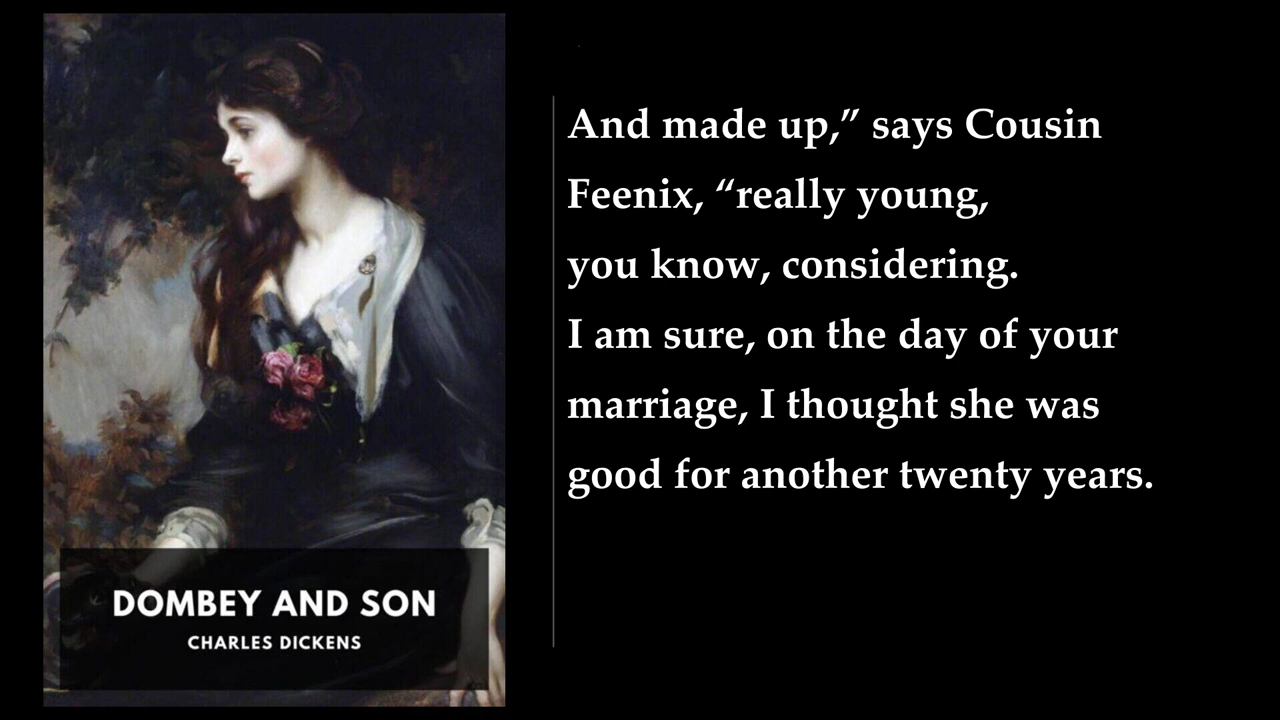 And made up,” says Cousin
Feenix, “really young,
you know, considering.
I am sure, on the day of your
marriage, I thought she was
good for another twenty years.
DOMBEY AND SON
CHARLES DICKENS